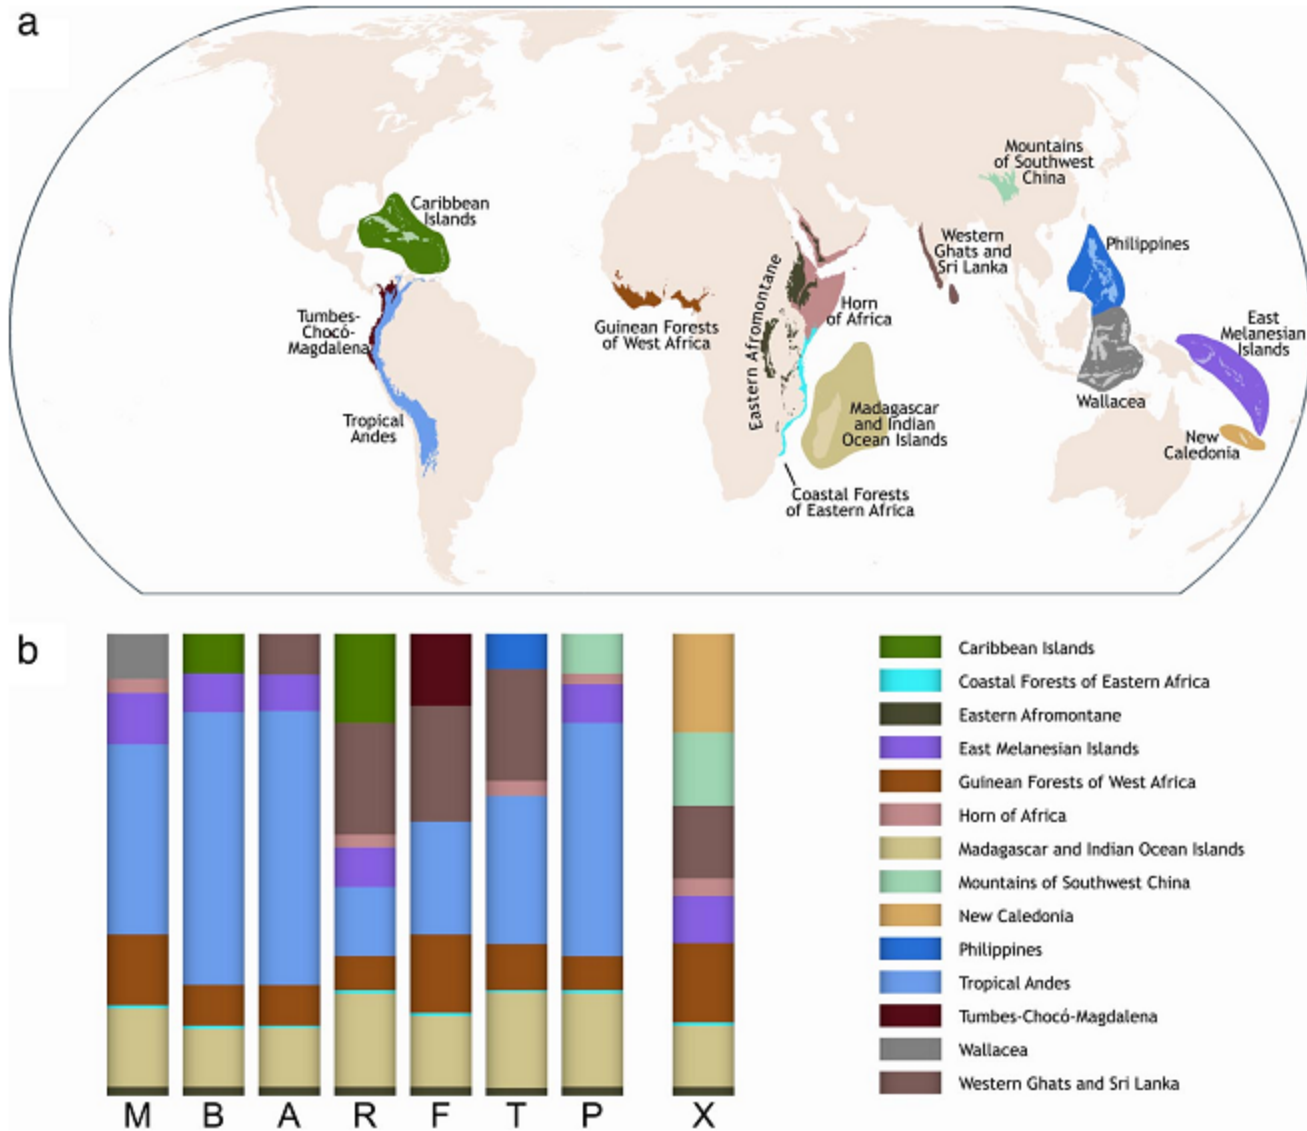 a
Mountains
of Southwest
China
Caribbean
Islands
Western
Ghats and
Sri Lanka
Philippines
Eastern Afromontane
Horn
of Africa
Tumbes-
Chocó-
Magdalena
Guinean Forests
of West Africa
East
Melanesian
Islands
Wallacea
Tropical
Andes
Madagascar
and Indian
Ocean Islands
New
Caledonia
Coastal Forests
of Eastern Africa
b
Caribbean Islands
Coastal Forests of Eastern Africa
Eastern Afromontane
East Melanesian Islands
Guinean Forests of West Africa
Horn of Africa
Madagascar and Indian Ocean Islands
Mountains of Southwest China
New Caledonia
Philippines
Tropical Andes
Tumbes-Chocó-Magdalena
Wallacea
Western Ghats and Sri Lanka
M B A R F T P X